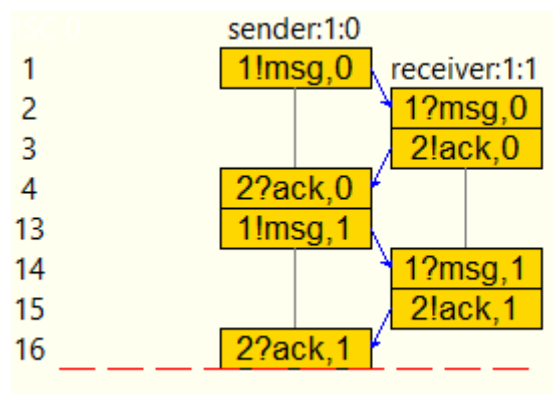 sender:1:0
1 1!msg,0 receiver:1:1
2 1?msg,0
3 2!ack,0
4 2?ack,0
13 1!msg,1
14 1?msg,1
15 2!ack,1
16 2?ack,1